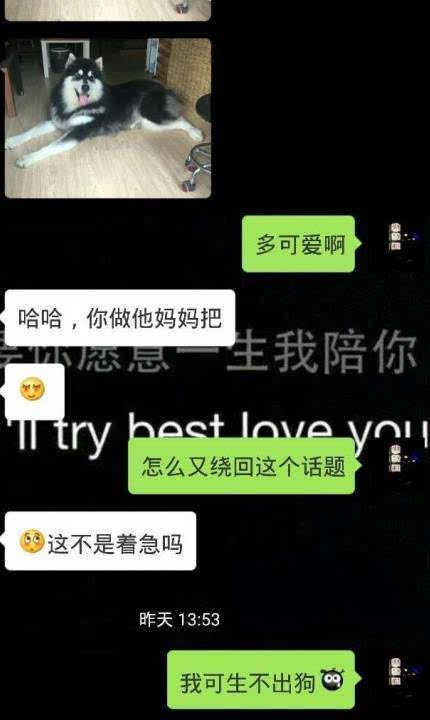 多可爱啊
哈哈，你做他妈妈把
要你愿意一生我陪你
'll try best love you
怎么又绕回这个话题
这不是着急吗
昨天 13:53
我可生不出狗